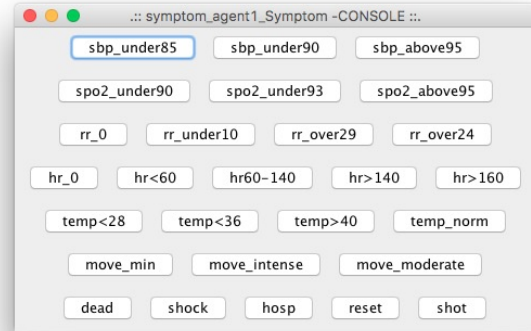 .:: symptom_agent1_Symptom -CONSOLE ::.
sbp_under85 sbp_under90 sbp_above95
spo2_under90 spo2_under93 spo2_above95
rr_0 rr_under10 rr_over29 rr_over24
hr_0 hr<60 hr60-140 hr>140 hr>160
temp<28 temp<36 temp>40 temp_norm
move_min move_intense move_moderate
dead shock hosp reset shot